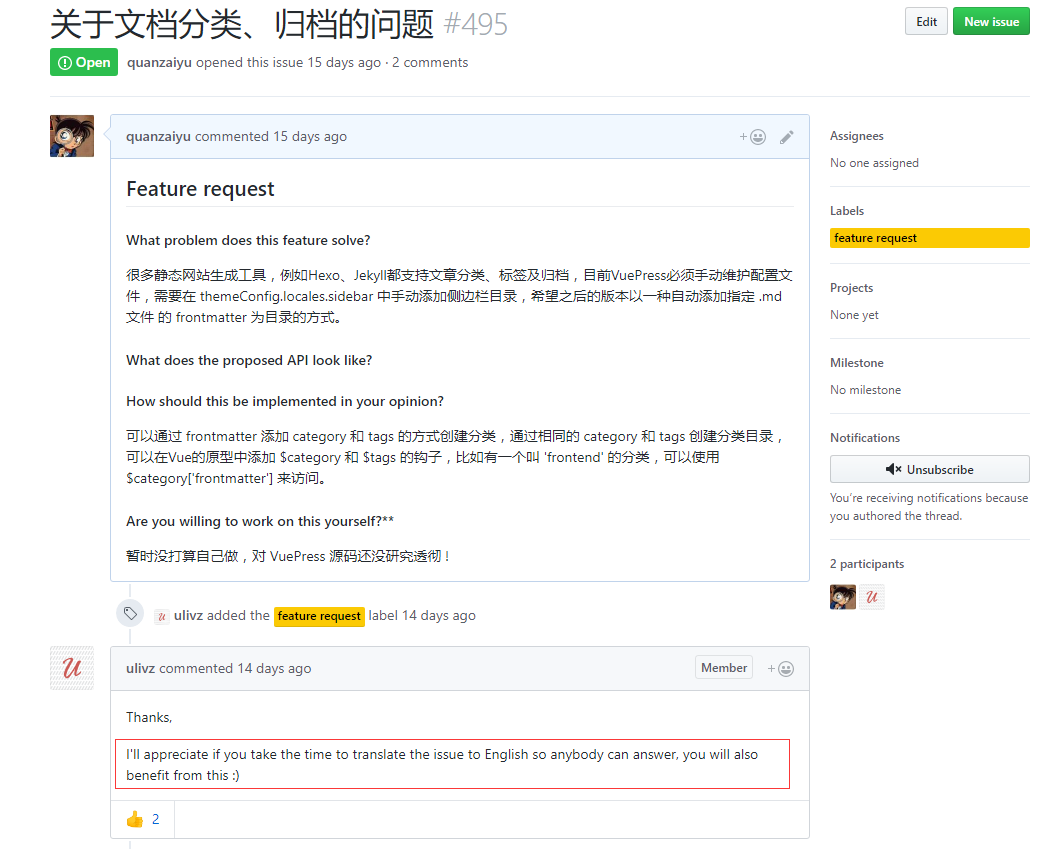 关于文档分类、归档的问题 #495
Edit
New issue
Open
quanzaiyu opened this issue 15 days ago · 2 comments
quanzaiyu commented 15 days ago
Feature request
What problem does this feature solve?
很多静态网站生成工具，例如Hexo、Jekyll都支持文章分类、标签及归档，目前VuePress必须手动维护配置文
件，需要在 themeConfig.locales.sidebar 中手动添加侧边栏目录，希望之后的版本以一种自动添加指定 .md
文件 的 frontmatter 为目录的方式。
What does the proposed API look like?
How should this be implemented in your opinion?
可以通过 frontmatter 添加 category 和 tags 的方式创建分类，通过相同的 category 和 tags 创建分类目录，
可以在Vue的原型中添加 $category 和 $tags 的钩子，比如有一个叫 'frontend' 的分类，可以使用
$category['frontmatter'] 来访问。
Are you willing to work on this yourself?**
暂时没打算自己做，对 VuePress 源码还没研究透彻！
ulivz added the feature request label 14 days ago
ulivz commented 14 days ago
Member
Thanks,
I'll appreciate if you take the time to translate the issue to English so anybody can answer, you will also
benefit from this :)
2
Assignees
No one assigned
Labels
feature request
Projects
None yet
Milestone
No milestone
Notifications
Unsubscribe
You're receiving notifications because
you authored the thread.
2 participants